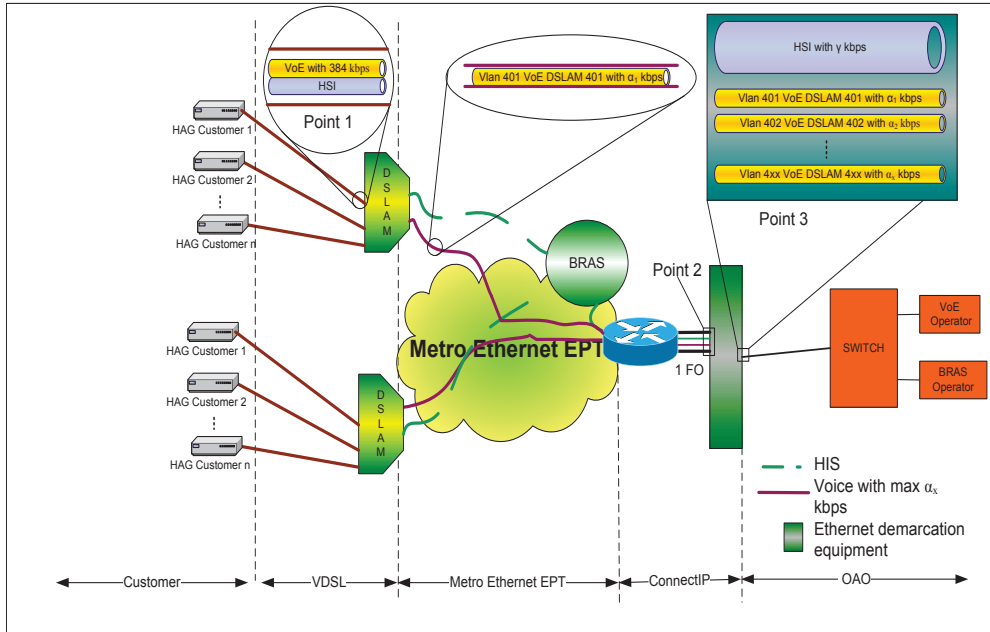 VoE with 384 kbps
HSI
Point 1
Vlan 401 VoE DSLAM 401 with α₁ kbps
HSI with γ kbps
Vlan 401 VoE DSLAM 401 with α₁ kbps
Vlan 402 VoE DSLAM 402 with α₂ kbps
Vlan 4xx VoE DSLAM 4xx with αₓ kbps
Point 3
HAG Customer 1
HAG Customer 2
HAG Customer n
DSLAM
BRAS
Point 2
Metro Ethernet EPT
1 FO
SWITCH
VoE
Operator
BRAS
Operator
HAG Customer 1
HAG Customer 2
HAG Customer n
DSLAM
HIS
Voice with max αₓ
kbps
Ethernet demarcation
equipment
Customer
VDSL
Metro Ethernet EPT
ConnectIP
OAO